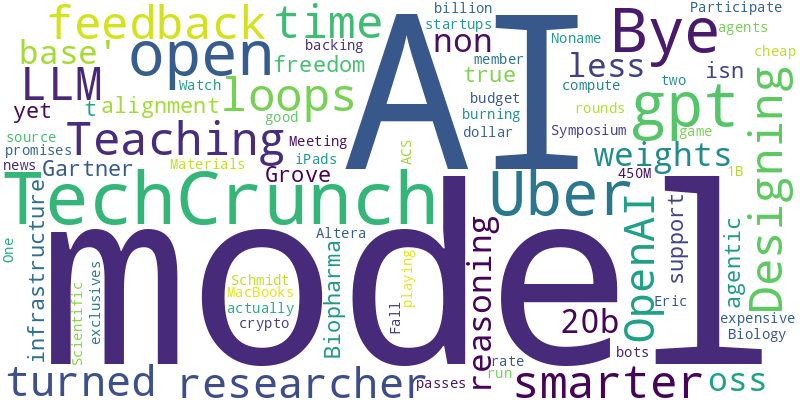 feedback
time
billion
startups
Participate
agents
Bye
non
Noname
backing
base'
open
AI
member
true
less
isn
cheap
freedom
LLM
Watch
loops
budget
compute
two
gpt
Designing
yet
t
alignment
good
burning
rounds
dollar
Symposium
game
source
Teaching
Meeting
promises
ACS
weights
news
Gartner
Materials
iPads
Grove
450M
1B
TechCrunch
Uber
model
One
infrastructure
Scientific
exclusives
Altera
Biopharma
Schmidt
MacBooks
actually
crypto
playing
Fall
reasoning
OpenAI
support
agentic
Eric
20b
expensive
Biology
bots
rate
run
turned
researcher
passes
smarter
oss